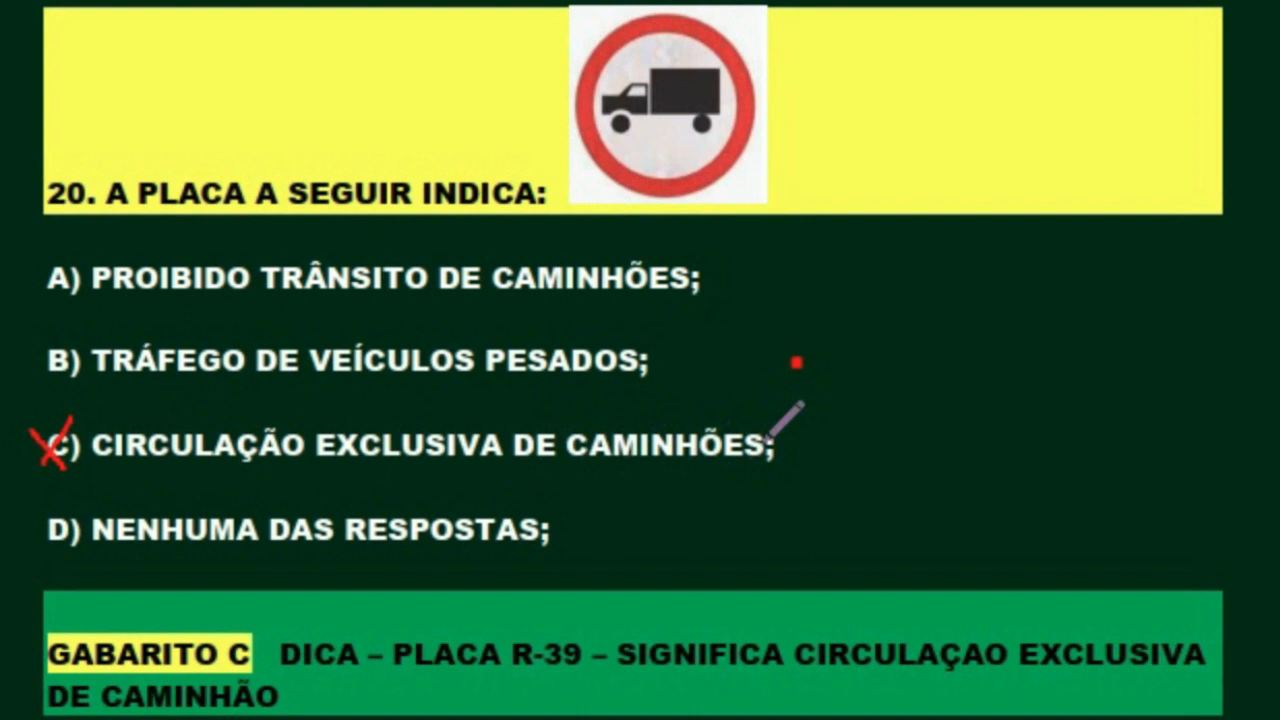 20. A PLACA A SEGUIR INDICA:
A) PROIBIDO TRÂNSITO DE CAMINHÕES;
B) TRÁFEGO DE VEÍCULOS PESADOS;
C) CIRCULAÇÃO EXCLUSIVA DE CAMINHÕES;
D) NENHUMA DAS RESPOSTAS;
GABARITO C DICA – PLACA R-39 – SIGNIFICA CIRCULAÇAO EXCLUSIVA
DE CAMINHÃO